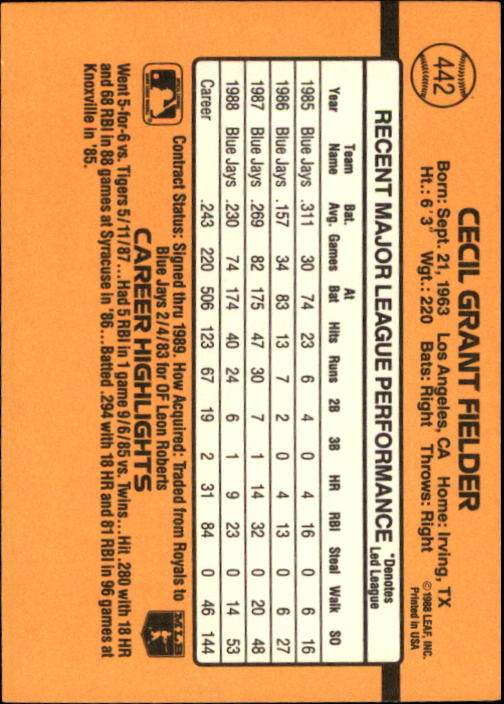 442
CECIL GRANT FIELDER
Born: Sept. 21, 1963 Los Angeles, CA Home: Irving, TX
Ht.: 6'3" Wgt.: 220 Bats: Right Throws: Right
© 1988 LEAF, INC.
Printed in USA
RECENT MAJOR LEAGUE PERFORMANCE *Denotes Led League
Year Team Name Bat. Avg. Games At Bat Hits Runs 2B 3B HR RBI Steal Walk SO
1985 Blue Jays .311 30 74 23 6 4 0 4 16 0 6 16
1986 Blue Jays .157 34 83 13 7 2 0 4 13 0 6 27
1987 Blue Jays .269 82 175 47 30 7 1 14 32 0 20 48
1988 Blue Jays .230 74 174 40 24 6 1 9 23 0 14 53
Career .243 220 506 123 67 19 2 31 84 0 46 144
Contract Status: Signed thru 1989. How Acquired: Traded from Royals to
Blue Jays 2/4/83 for OF Leon Roberts
MLB
CAREER HIGHLIGHTS
Went 5-for-6 vs. Tigers 5/11/87...Had 5 RBI in 1 game 9/6/85 vs. Twins...Hit .280 with 18 HR
and 68 RBI in 88 games at Syracuse in '86...Batted .294 with 18 HR and 81 RBI in 96 games at
Knoxville in '85.